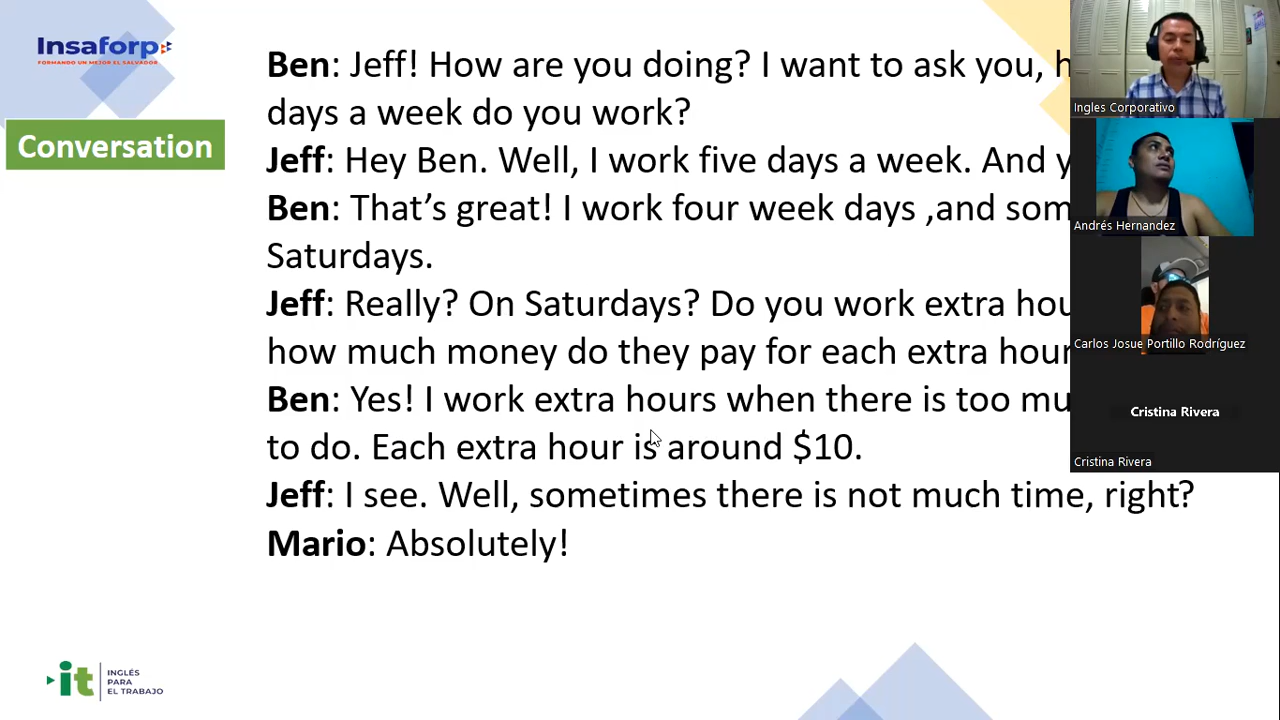 Insaforp
FORMANDO UN MEJOR EL SALVADOR
Conversation
Ben: Jeff! How are you doing? I want to ask you,
days a week do you work?
Jeff: Hey Ben. Well, I work five days a week. And
Ben: That's great! I work four week days ,and
Saturdays.
Jeff: Really? On Saturdays? Do you work extra
how much money do they pay for each extra hour
Ben: Yes! I work extra hours when there is too
to do. Each extra hour is around $10.
Jeff: I see. Well, sometimes there is not much time, right?
Mario: Absolutely!
it INGLÉS
PARA
EL TRABAJO
Ingles Corporativo
Andrés Hernandez
Carlos Josue Portillo Rodríguez
Cristina Rivera
Cristina Rivera